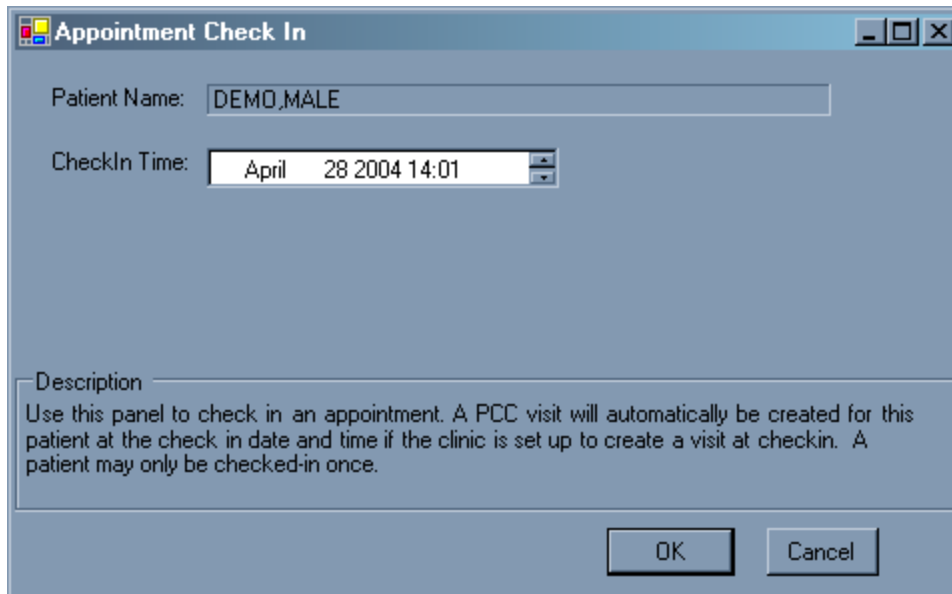 Appointment Check In
Patient Name: DEMO,MALE
CheckIn Time: April 28 2004 14:01
Description
Use this panel to check in an appointment. A PCC visit will automatically be created for this
patient at the check in date and time if the clinic is set up to create a visit at checkin. A
patient may only be checked-in once.
OK Cancel